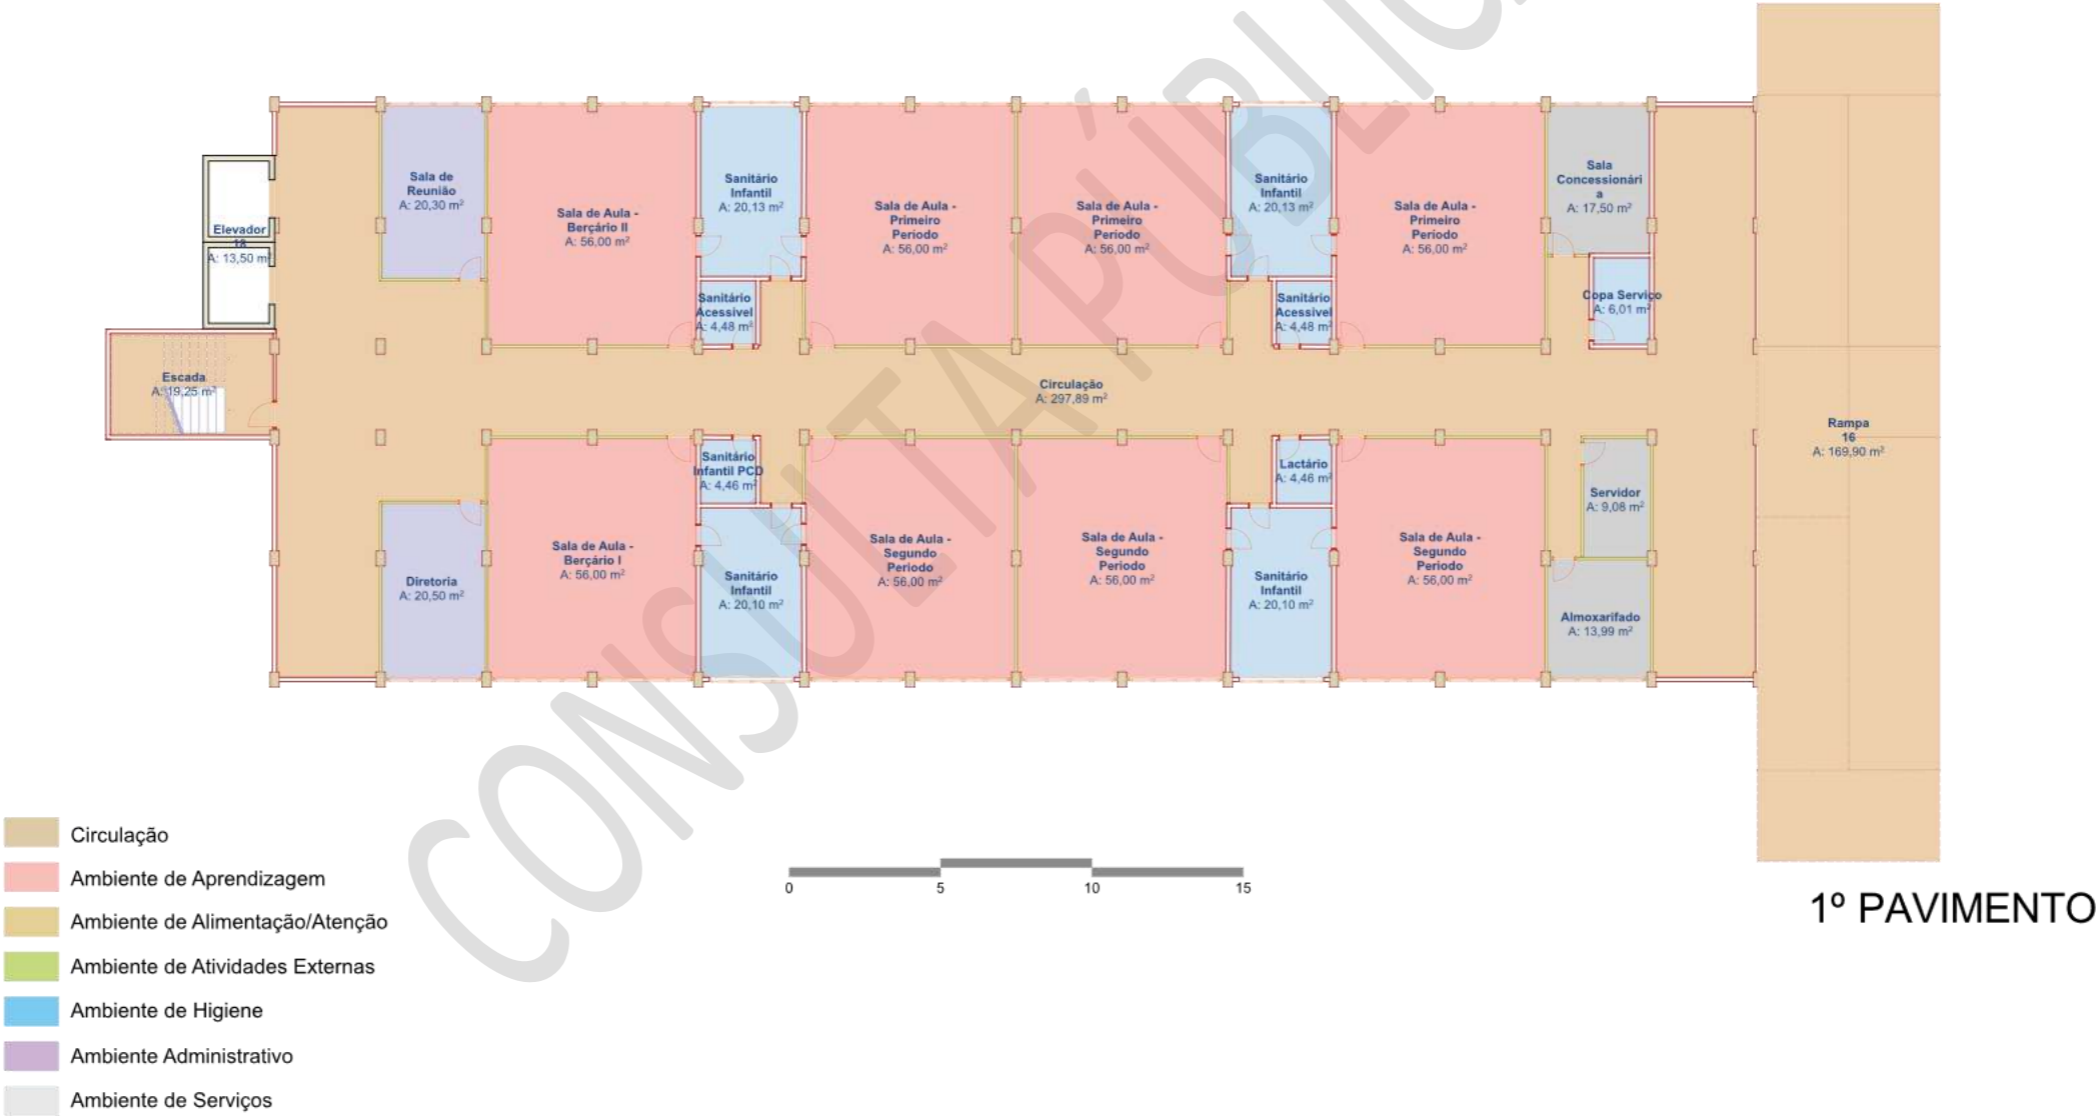 CONSULTA PÚBLIC
Sala de
Reunião
A: 20,30 m²
Sala de Aula -
Berçário II
A: 56,00 m²
Sanitário
Infantil
A: 20,13 m²
Sala de Aula -
Primeiro
Período
A: 56,00 m²
Sala de Aula -
Primeiro
Período
A: 56,00 m²
Sanitário
Infantil
A: 20,13 m²
Sala de Aula -
Primeiro
Período
A: 56,00 m²
Sala
Concessionári
a
A: 17,50 m²
Elevador
18
A: 13,50 m²
Sanitário
Acessível
A: 4,48 m²
Sanitário
Acessível
A: 4,48 m²
Copa Serviço
A: 6,01 m²
Escada
A: 19,25 m²
Circulação
A: 297,89 m²
Rampa
16
A: 169,90 m²
Sanitário
Infantil PCD
A: 4,46 m²
Lactário
A: 4,46 m²
Servidor
A: 9,08 m²
Diretoria
A: 20,50 m²
Sala de Aula -
Berçário I
A: 56,00 m²
Sanitário
Infantil
A: 20,10 m²
Sala de Aula -
Segundo
Período
A: 56,00 m²
Sala de Aula -
Segundo
Período
A: 56,00 m²
Sanitário
Infantil
A: 20,10 m²
Sala de Aula -
Segundo
Período
A: 56,00 m²
Almoxarifado
A: 13,99 m²
Circulação
Ambiente de Aprendizagem
Ambiente de Alimentação/Atenção
Ambiente de Atividades Externas
Ambiente de Higiene
Ambiente Administrativo
Ambiente de Serviços
0 5 10 15
1º PAVIMENTO